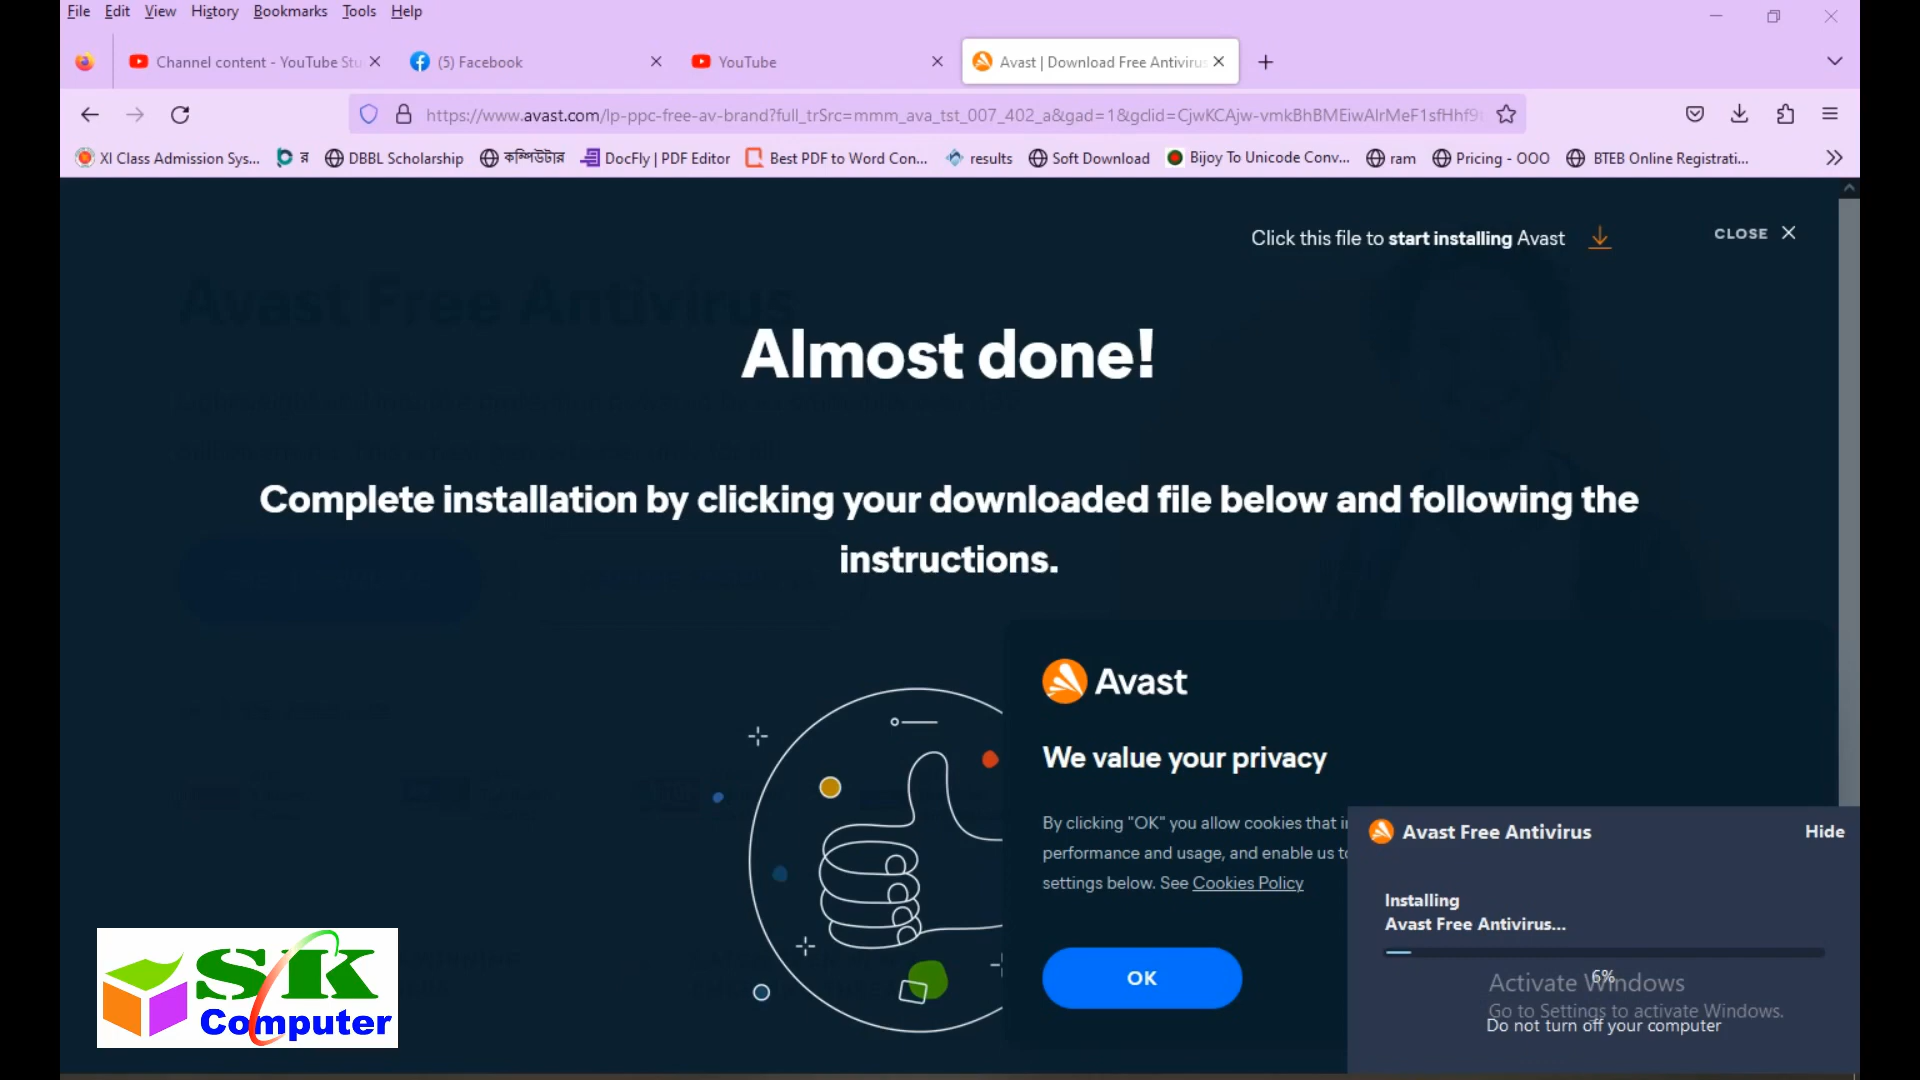 File Edit View History Bookmarks Tools Help
Channel content - YouTube Stu
(5) Facebook
YouTube
Avast | Download Free Antivirus
https://www.avast.com/lp-ppc-free-av-brand?full_trSrc=mmm_ava_tst_007_402_a&gad=1&gclid=CjwKCAjw-vmkBhBMEiwAlrMeF1sfHhf9
XI Class Admission Sys...
র
DBBL Scholarship
কম্পিউটার
DocFly | PDF Editor
Best PDF to Word Con...
results
Soft Download
Bijoy To Unicode Conv...
ram
Pricing - OOO
BTEB Online Registrati...
Click this file to start installing Avast
CLOSE
Avast Free Antivirus
Almost done!
Complete installation by clicking your downloaded file below and following the
instructions.
Avast
We value your privacy
By clicking "OK" you allow cookies that
performance and usage, and enable us
settings below. See Cookies Policy
OK
Avast Free Antivirus
Hide
Installing
Avast Free Antivirus...
6%
Activate Windows
Go to Settings to activate Windows.
Do not turn off your computer
SK
Computer